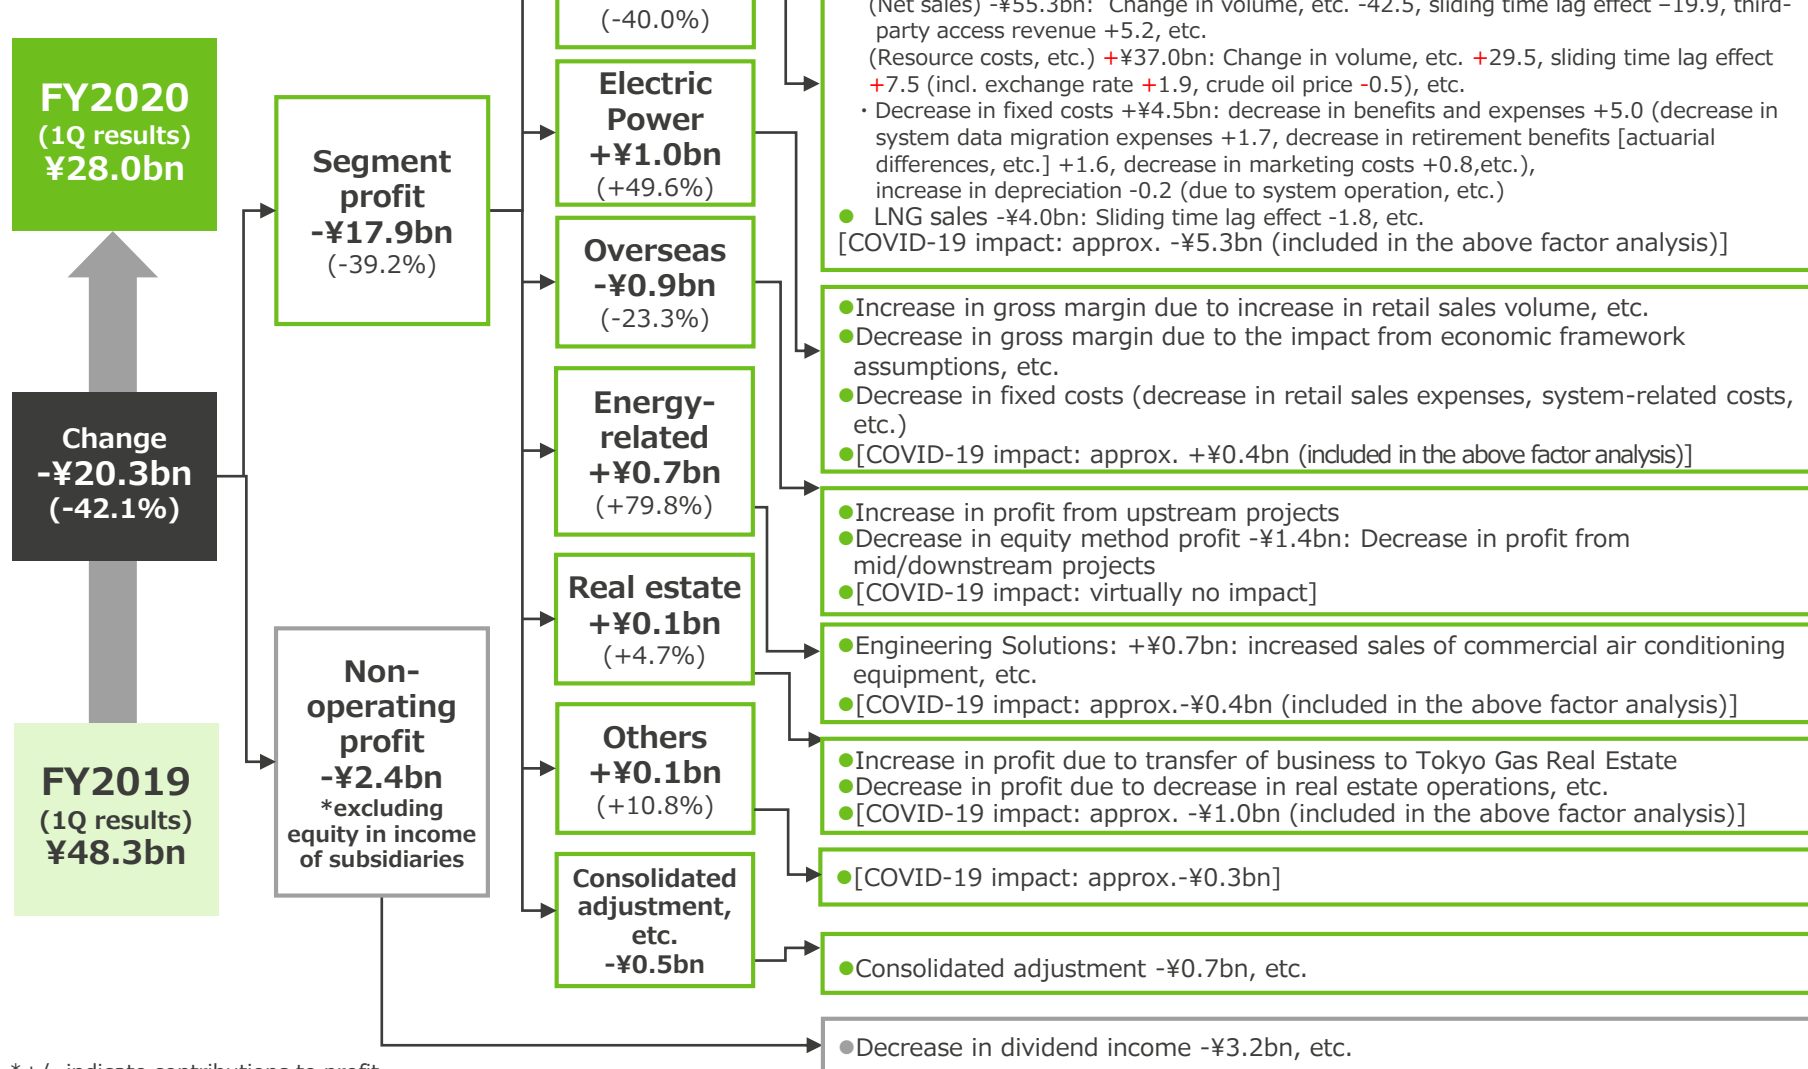 (-40.0%)
(Net sales) -¥55.3bn: Change in volume, etc. -42.5, sliding time lag effect –19.9, third-
party access revenue +5.2, etc.
(Resource costs, etc.) +¥37.0bn: Change in volume, etc. +29.5, sliding time lag effect
+7.5 (incl. exchange rate +1.9, crude oil price -0.5), etc.
・Decrease in fixed costs +¥4.5bn: decrease in benefits and expenses +5.0 (decrease in
system data migration expenses +1.7, decrease in retirement benefits [actuarial
differences, etc.] +1.6, decrease in marketing costs +0.8,etc.),
increase in depreciation -0.2 (due to system operation, etc.)
● LNG sales -¥4.0bn: Sliding time lag effect -1.8, etc.
[COVID-19 impact: approx. -¥5.3bn (included in the above factor analysis)]
FY2020
(1Q results)
¥28.0bn
Change
-¥20.3bn
(-42.1%)
FY2019
(1Q results)
¥48.3bn
Segment
profit
-¥17.9bn
(-39.2%)
Non-
operating
profit
-¥2.4bn
*excluding
equity in income
of subsidiaries
Electric
Power
+¥1.0bn
(+49.6%)
Overseas
-¥0.9bn
(-23.3%)
Energy-
related
+¥0.7bn
(+79.8%)
Real estate
+¥0.1bn
(+4.7%)
Others
+¥0.1bn
(+10.8%)
Consolidated
adjustment,
etc.
-¥0.5bn
●Increase in gross margin due to increase in retail sales volume, etc.
●Decrease in gross margin due to the impact from economic framework
assumptions, etc.
●Decrease in fixed costs (decrease in retail sales expenses, system-related costs,
etc.)
●[COVID-19 impact: approx. +¥0.4bn (included in the above factor analysis)]
●Increase in profit from upstream projects
●Decrease in equity method profit -¥1.4bn: Decrease in profit from
mid/downstream projects
●[COVID-19 impact: virtually no impact]
●Engineering Solutions: +¥0.7bn: increased sales of commercial air conditioning
equipment, etc.
●[COVID-19 impact: approx.-¥0.4bn (included in the above factor analysis)]
●Increase in profit due to transfer of business to Tokyo Gas Real Estate
●Decrease in profit due to decrease in real estate operations, etc.
●[COVID-19 impact: approx. -¥1.0bn (included in the above factor analysis)]
●[COVID-19 impact: approx.-¥0.3bn]
●Consolidated adjustment -¥0.7bn, etc.
●Decrease in dividend income -¥3.2bn, etc.
*+/- indicate contributions to profit